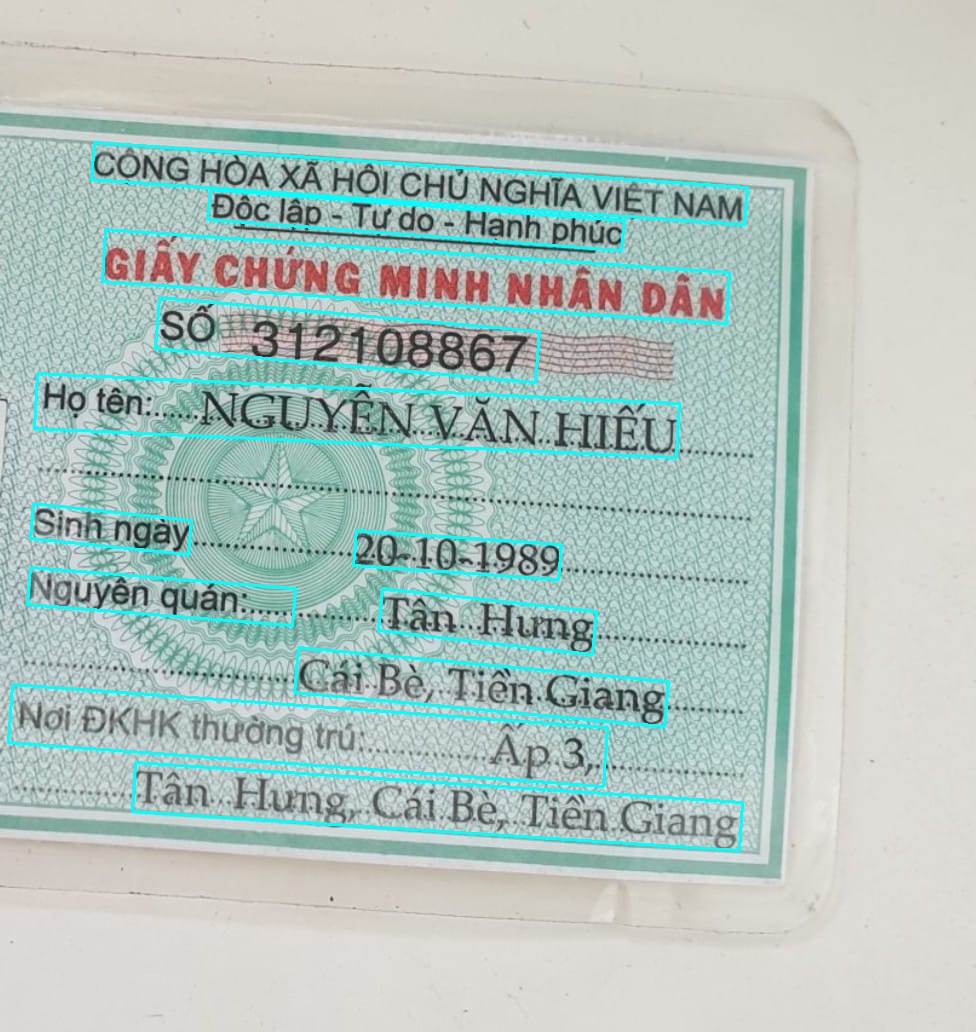 CỘNG HÒA XÃ HỘI CHỦ NGHĨA VIỆT NAM
Độc lập - Tự do - Hạnh phúc
GIẤY CHỨNG MINH NHÂN DÂN
SỐ 312108867
Họ tên:......NGUYỄN VĂN HIẾU
Sinh ngày 20-10-1989
Nguyên quán: Tân Hưng
Cái Bè, Tiền Giang
Nơi ĐKHK thường trú: Ấp 3,
Tân Hưng, Cái Bè, Tiền Giang